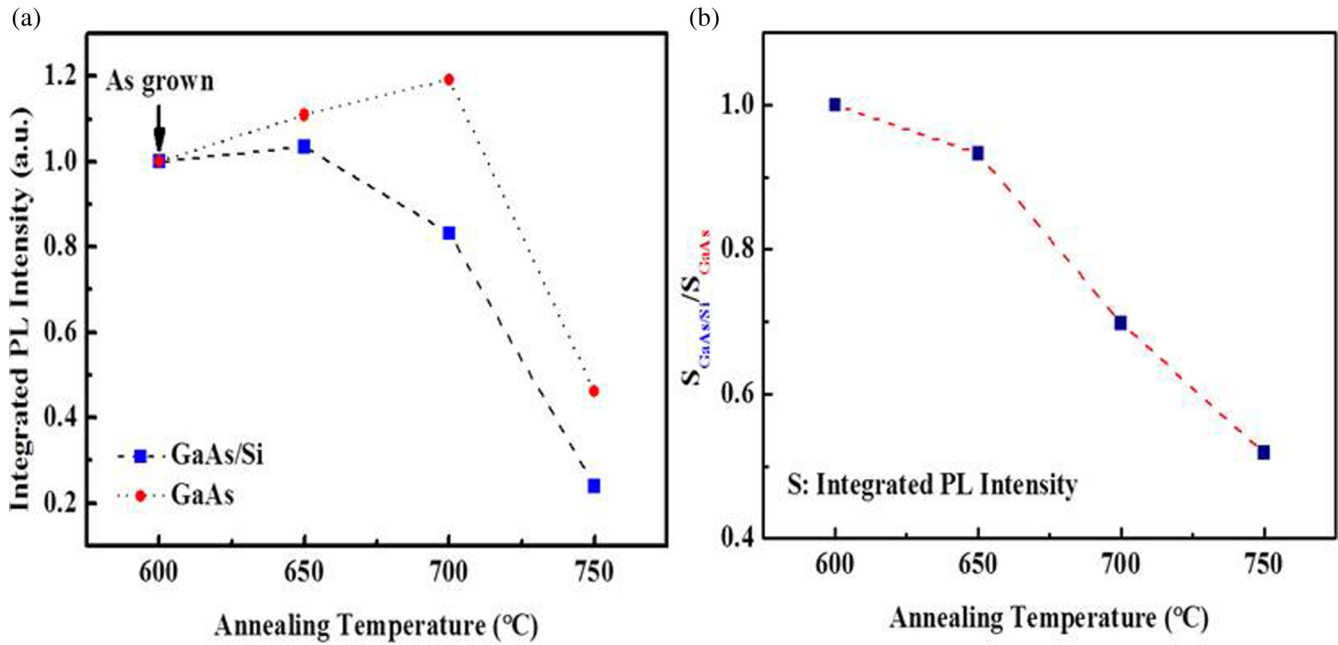 (a)
Integrated PL Intensity (a.u.)
1.2
1.0
0.8
0.6
0.4
0.2
As grown
GaAs/Si
GaAs
600 650 700 750
Annealing Temperature (°C)
(b)
S_GaAs/Si/S_GaAs
1.0
0.8
0.6
0.4
S: Integrated PL Intensity
600 650 700 750
Annealing Temperature (°C)